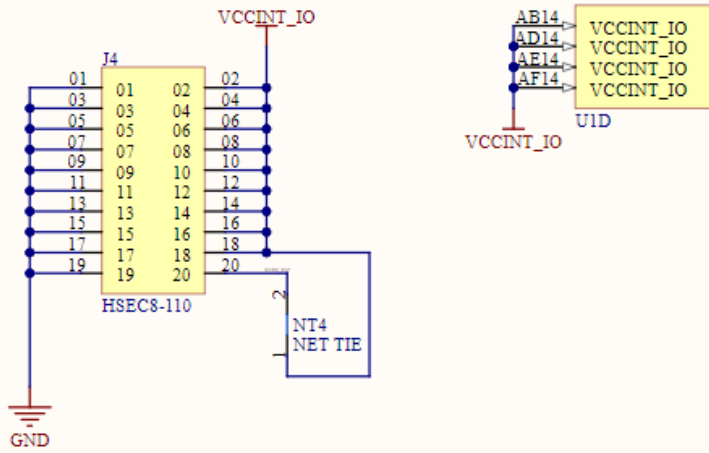 VCCINT_IO
J4
01 01 02 02
03 03 04 04
05 05 06 06
07 07 08 08
09 09 10 10
11 11 12 12
13 13 14 14
15 15 16 16
17 17 18 18
19 19 20 20
HSEC8-110
2
NT4
NET TIE
1
GND
AB14 VCCINT_IO
AD14 VCCINT_IO
AE14 VCCINT_IO
AF14 VCCINT_IO
U1D
VCCINT_IO